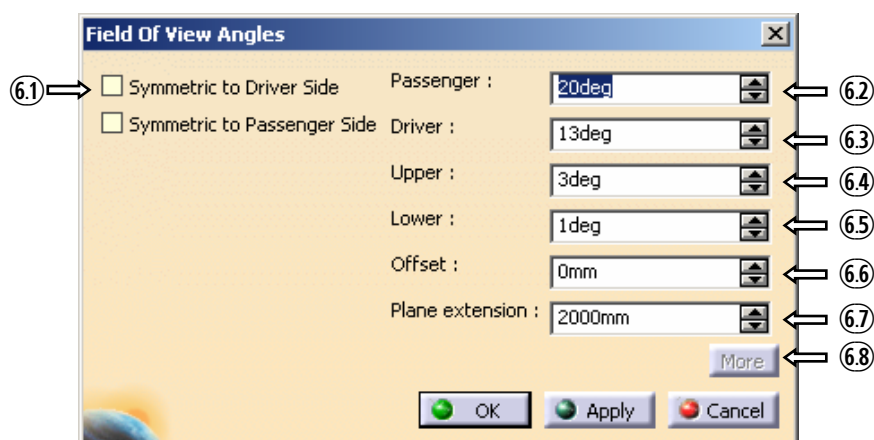 Field Of View Angles
6.1 Symmetric to Driver Side Passenger : 20deg 6.2
Symmetric to Passenger Side Driver : 13deg 6.3
Upper : 3deg 6.4
Lower : 1deg 6.5
Offset : 0mm 6.6
Plane extension : 2000mm 6.7
More 6.8
OK Apply Cancel